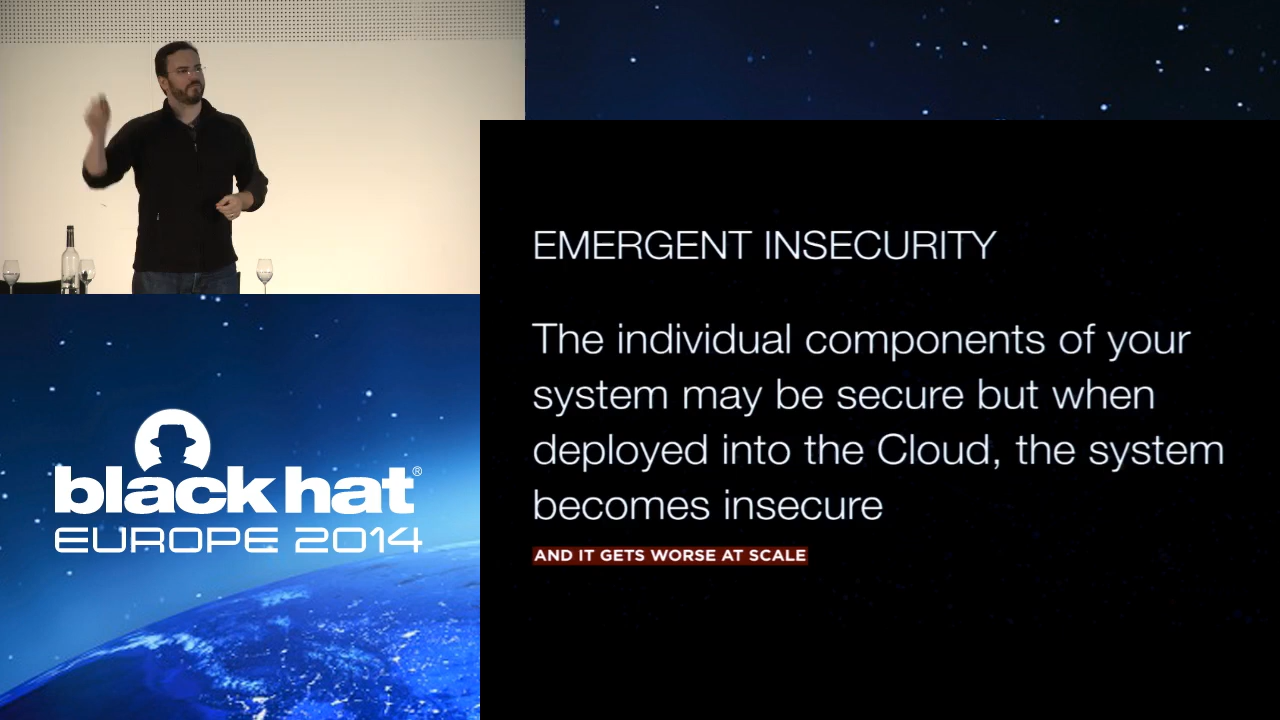 EMERGENT INSECURITY
The individual components of your
system may be secure but when
deployed into the Cloud, the system
becomes insecure
AND IT GETS WORSE AT SCALE
black hat®
EUROPE 2014